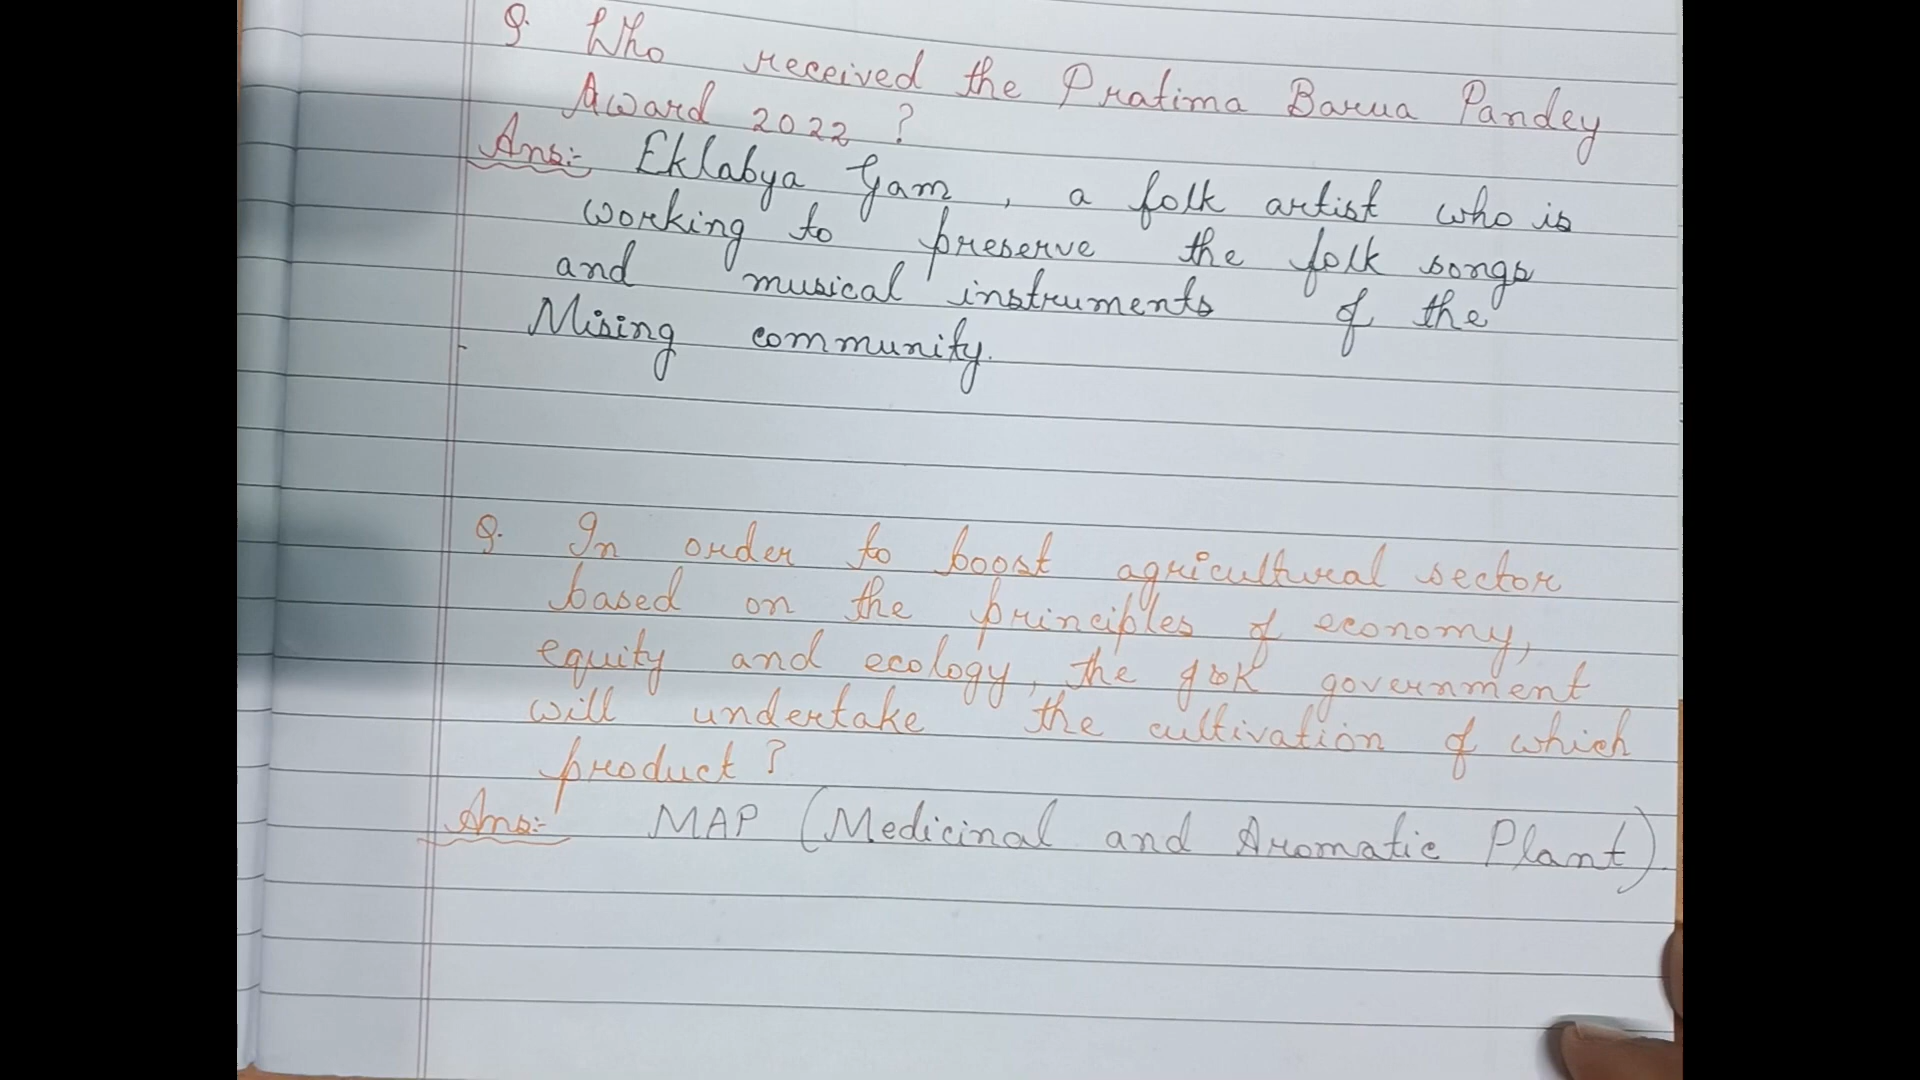 Q. Who received the Pratima Barua Pandey
Award 2022 ?
Ans:- Eklabya Gam, a folk artist who is
working to preserve the folk songs
and musical instruments of the
Mising community.
Q. In order to boost agricultural sector
based on the principles of economy,
equity and ecology, the government
will undertake the cultivation of which
product ?
Ans:- MAP (Medicinal and Aromatic Plant).